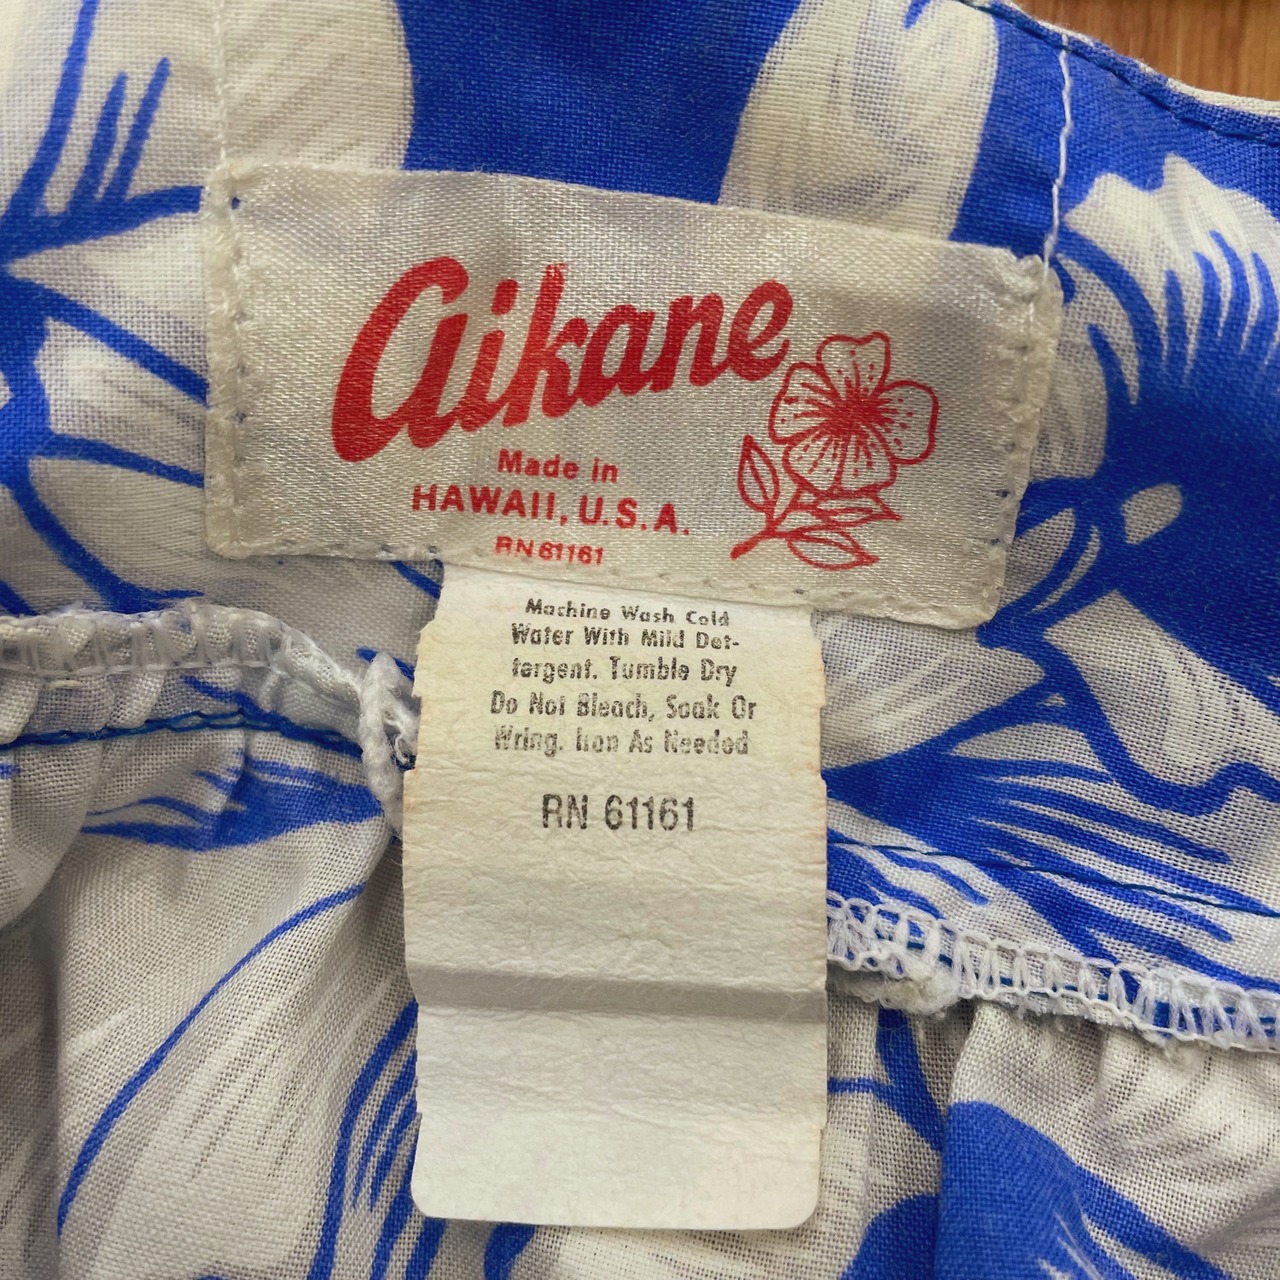 aikane
Made in
HAWAII, U.S.A.
RN 61161
Machine Wash Cold
Water With Mild Det-
tergent. Tumble Dry
Do Not Bleach, Soak Or
Wring. Iron As Needed
RN 61161